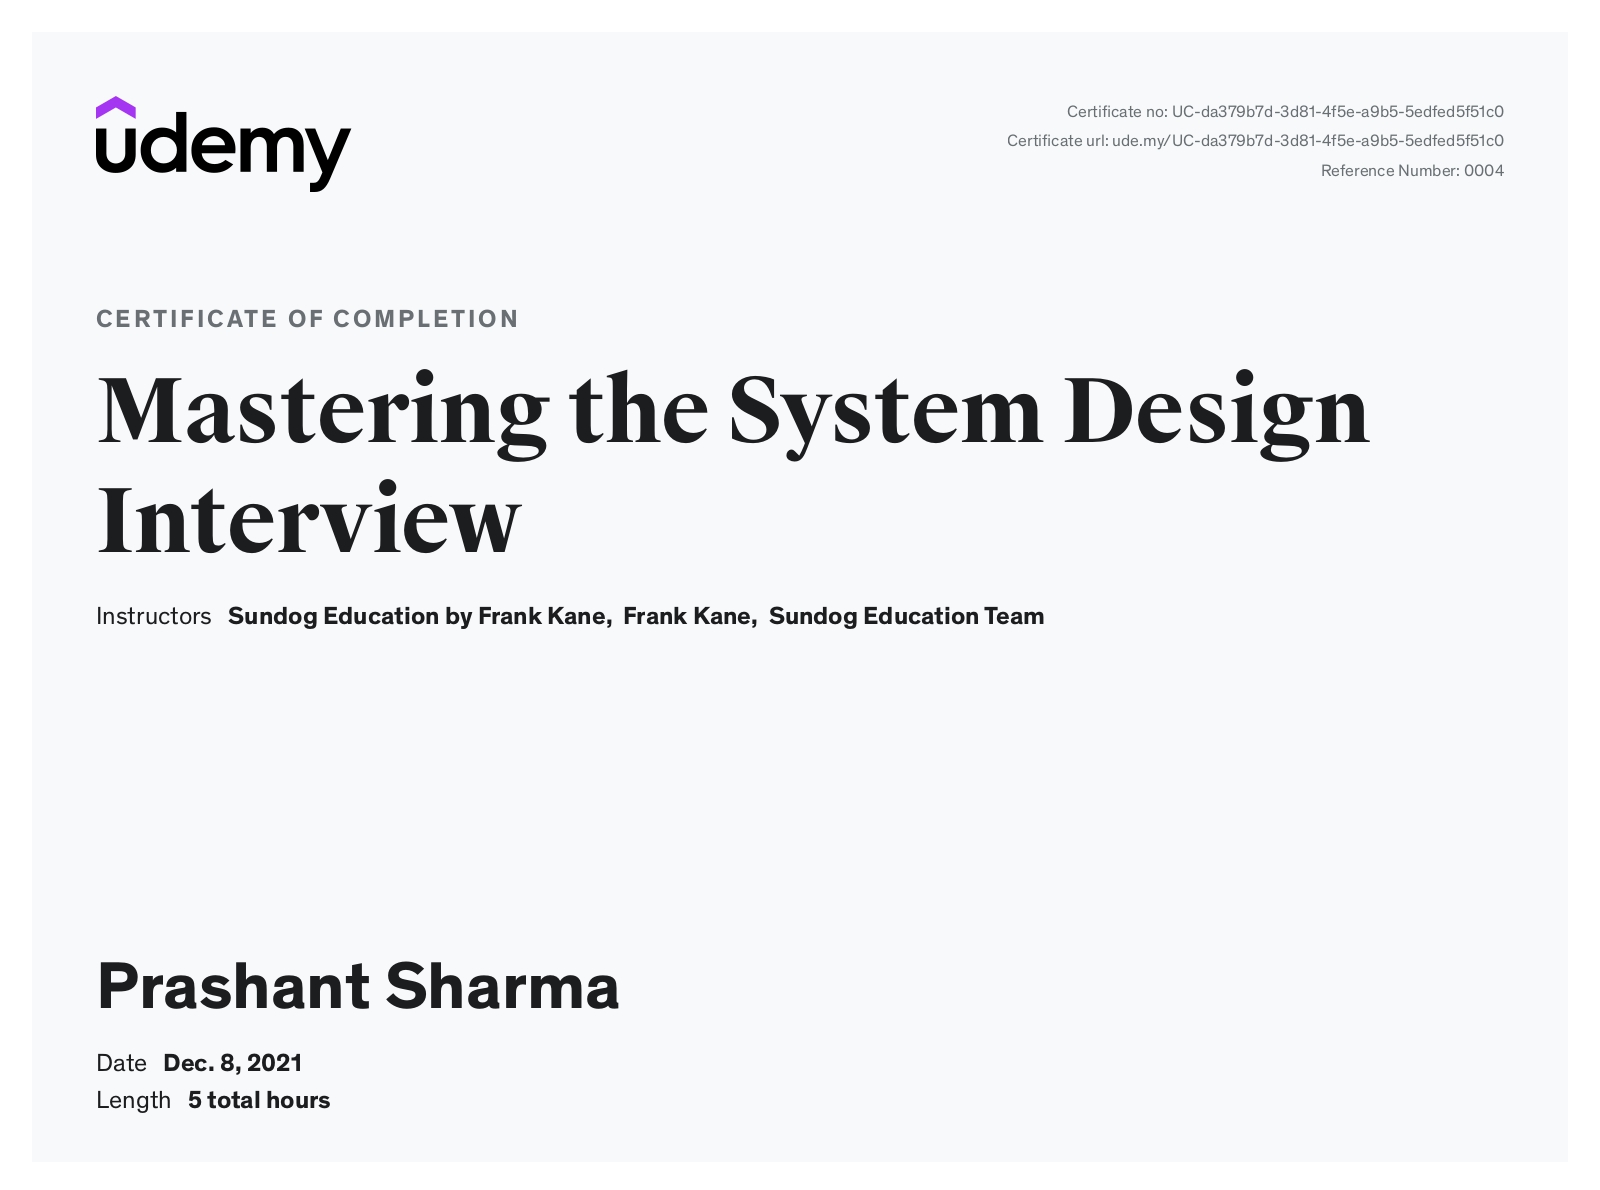 udemy
Certificate no: UC-da379b7d-3d81-4f5e-a9b5-5edfed5f51c0
Certificate url: ude.my/UC-da379b7d-3d81-4f5e-a9b5-5edfed5f51c0
Reference Number: 0004
CERTIFICATE OF COMPLETION
Mastering the System Design
Interview
Instructors Sundog Education by Frank Kane, Frank Kane, Sundog Education Team
Prashant Sharma
Date Dec. 8, 2021
Length 5 total hours